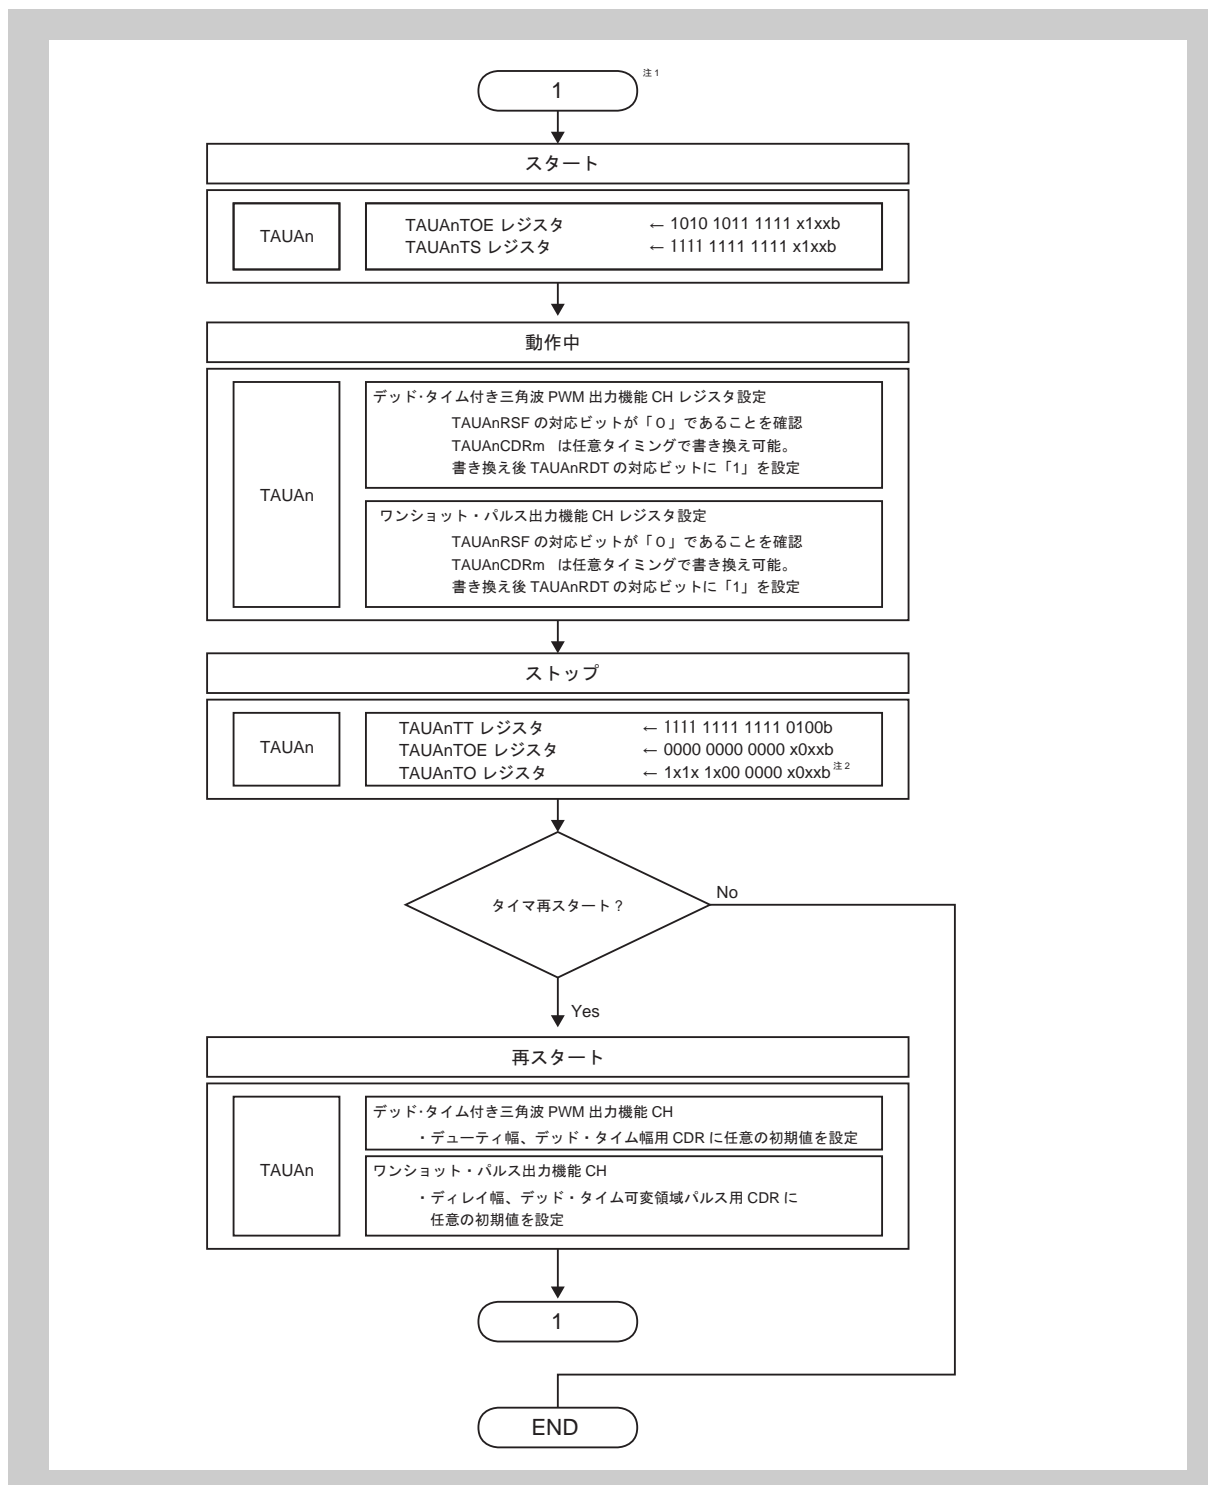 1 注1
スタート
TAUAn
TAUAnTOE レジスタ ← 1010 1011 1111 x1xxb
TAUAnTS レジスタ ← 1111 1111 1111 x1xxb
動作中
TAUAn
デッド・タイム付き三角波 PWM 出力機能 CH レジスタ設定
TAUAnRSF の対応ビットが「0」であることを確認
TAUAnCDRm は任意タイミングで書き換え可能。
書き換え後 TAUAnRDT の対応ビットに「1」を設定
ワンショット・パルス出力機能 CH レジスタ設定
TAUAnRSF の対応ビットが「0」であることを確認
TAUAnCDRm は任意タイミングで書き換え可能。
書き換え後 TAUAnRDT の対応ビットに「1」を設定
ストップ
TAUAn
TAUAnTT レジスタ ← 1111 1111 1111 0100b
TAUAnTOE レジスタ ← 0000 0000 0000 x0xxb
TAUAnTO レジスタ ← 1x1x 1x00 0000 x0xxb 注2
タイマ再スタート?
No
Yes
再スタート
TAUAn
デッド・タイム付き三角波 PWM 出力機能 CH
・デューティ幅、デッド・タイム幅用 CDR に任意の初期値を設定
ワンショット・パルス出力機能 CH
・ディレイ幅、デッド・タイム可変領域パルス用 CDR に
任意の初期値を設定
1
END